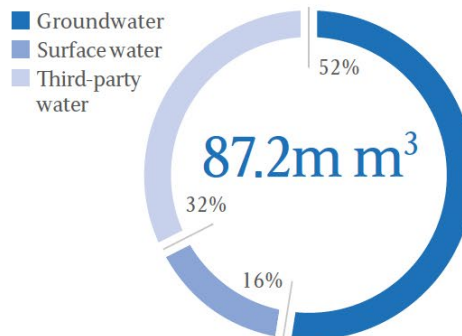 Groundwater
Surface water
Third-party
water
52%
87.2m m³
32%
16%